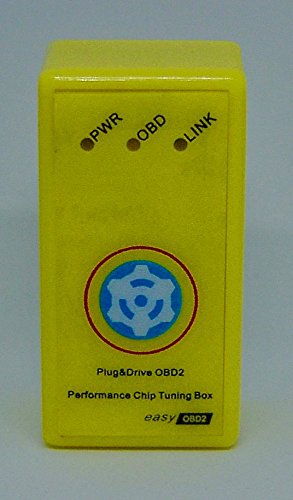 PWR OBD LINK
Plug&Drive OBD2
Performance Chip Tuning Box
easy OBD2